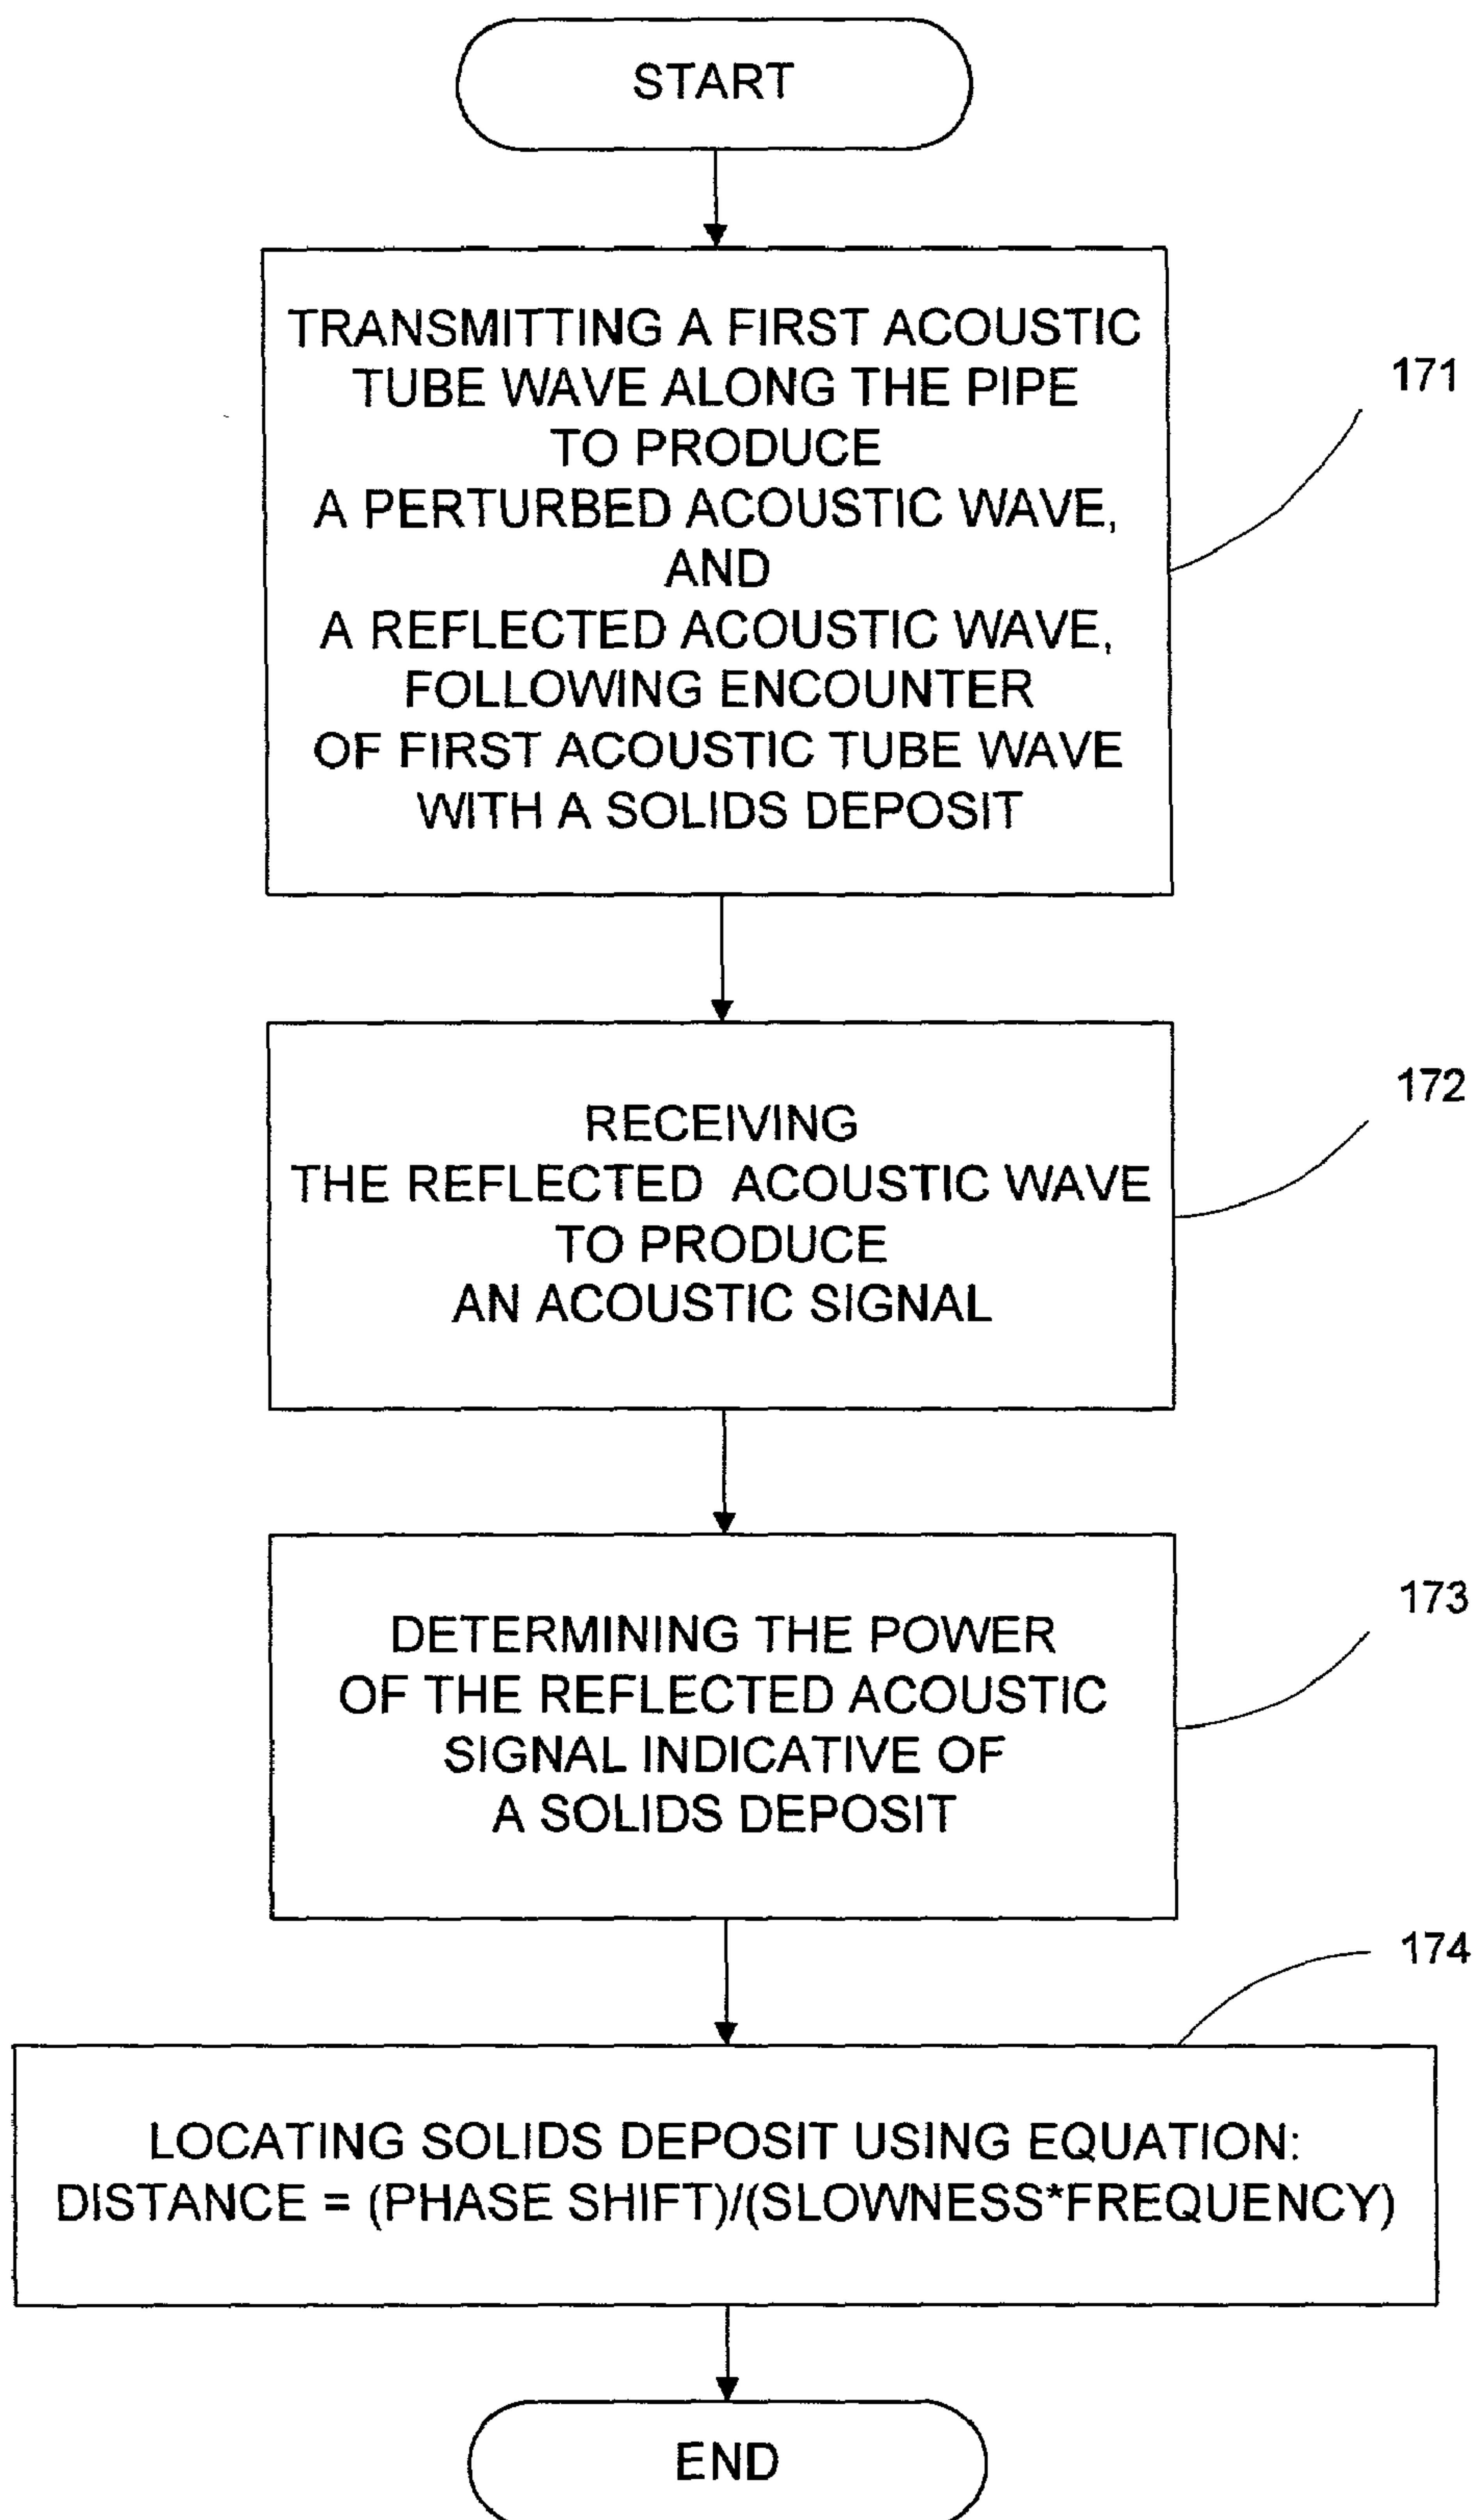 START
TRANSMITTING A FIRST ACOUSTIC
TUBE WAVE ALONG THE PIPE
TO PRODUCE
A PERTURBED ACOUSTIC WAVE,
AND
A REFLECTED ACOUSTIC WAVE,
FOLLOWING ENCOUNTER
OF FIRST ACOUSTIC TUBE WAVE
WITH A SOLIDS DEPOSIT
171
RECEIVING
THE REFLECTED ACOUSTIC WAVE
TO PRODUCE
AN ACOUSTIC SIGNAL
172
DETERMINING THE POWER
OF THE REFLECTED ACOUSTIC
SIGNAL INDICATIVE OF
A SOLIDS DEPOSIT
173
174
LOCATING SOLIDS DEPOSIT USING EQUATION:
DISTANCE = (PHASE SHIFT)/(SLOWNESS*FREQUENCY)
END